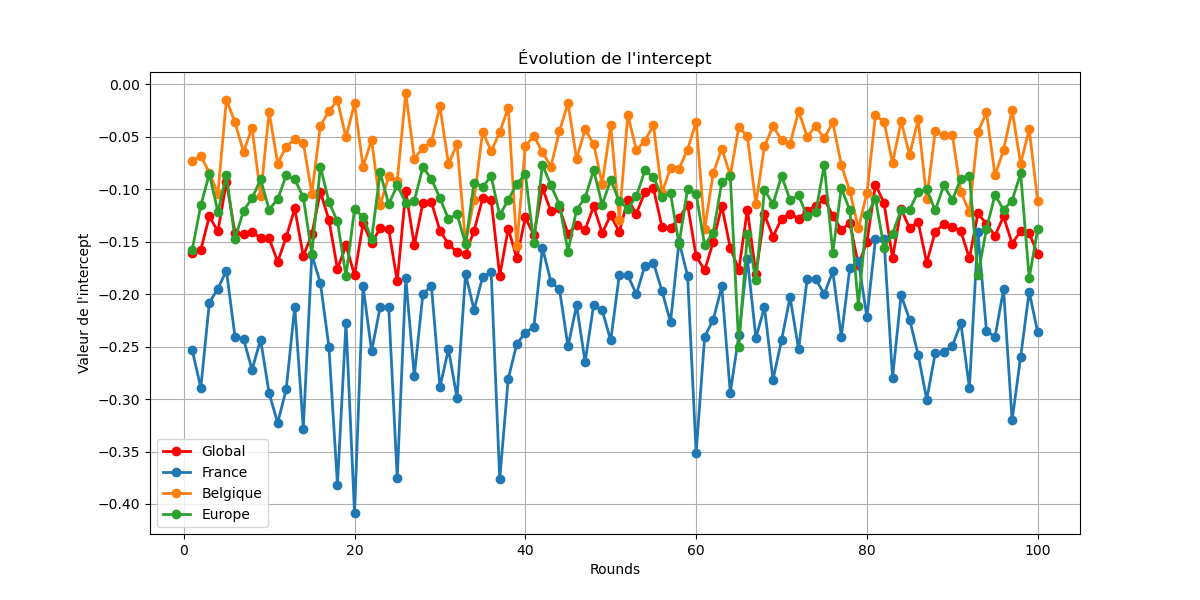 Évolution de l'intercept
0.00
−0.05
−0.10
−0.15
−0.20
−0.25
−0.30
−0.35
−0.40
Valeur de l'intercept
Global
France
Belgique
Europe
0 20 40 60 80 100
Rounds